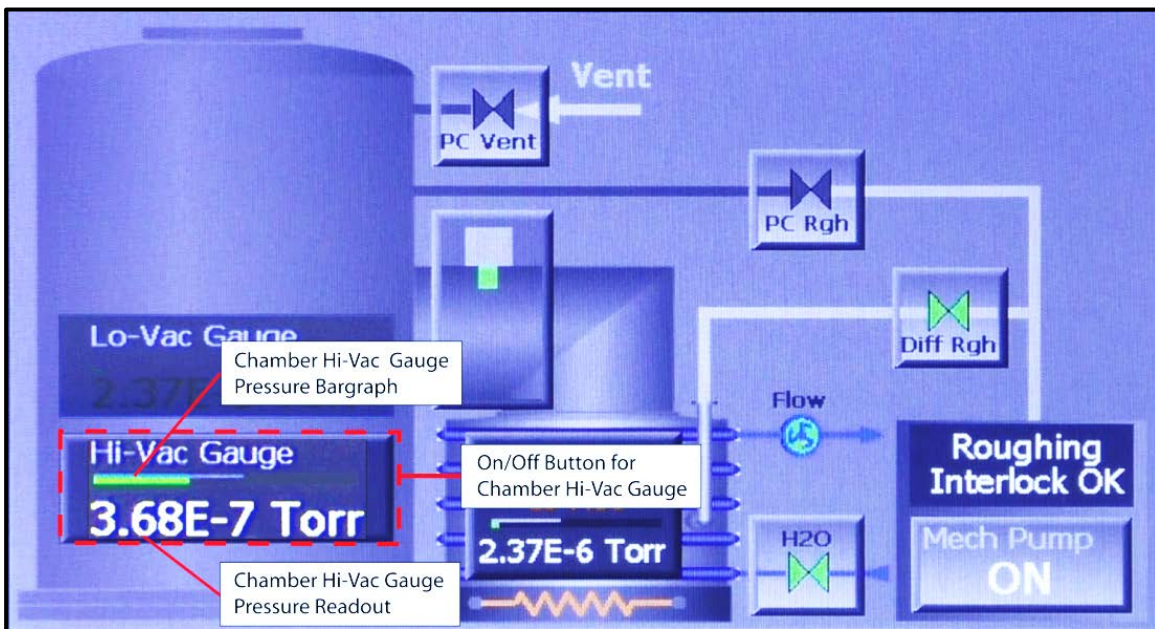 Vent
PC Vent
PC Rgh
Diff Rgh
Lo-Vac Gauge
Chamber Hi-Vac Gauge
Pressure Bargraph
Flow
Hi-Vac Gauge
3.68E-7 Torr
On/Off Button for
Chamber Hi-Vac Gauge
2.37E-6 Torr
Roughing
Interlock OK
H2O
Mech Pump
ON
Chamber Hi-Vac Gauge
Pressure Readout